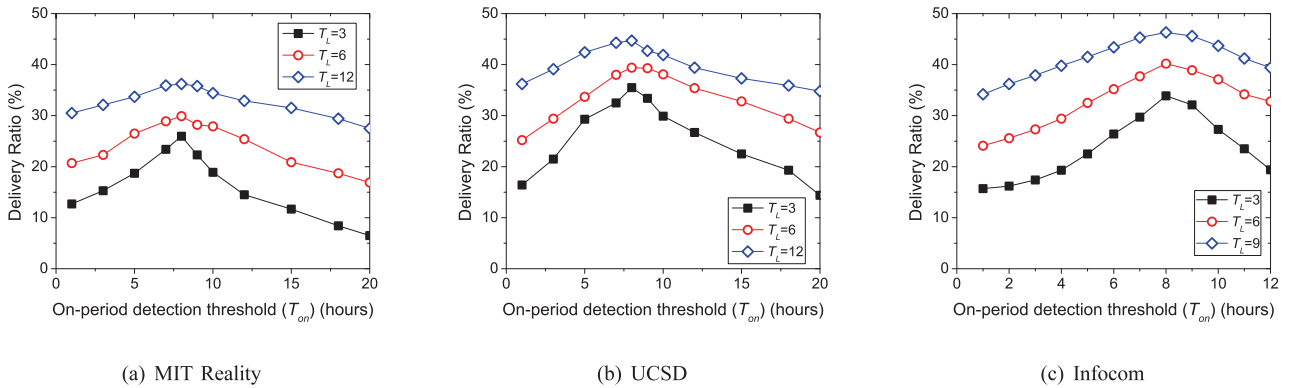 50
40
30
20
10
0
Delivery Ratio (%)
T_L=3
T_L=6
T_L=12
0 5 10 15 20
On-period detection threshold (T_on) (hours)
(a) MIT Reality
50
40
30
20
10
0
Delivery Ratio (%)
T_L=3
T_L=6
T_L=12
0 5 10 15 20
On-period detection threshold (T_on) (hours)
(b) UCSD
50
40
30
20
10
0
Delivery Ratio (%)
T_L=3
T_L=6
T_L=9
0 2 4 6 8 10 12
On-period detection threshold (T_on) (hours)
(c) Infocom